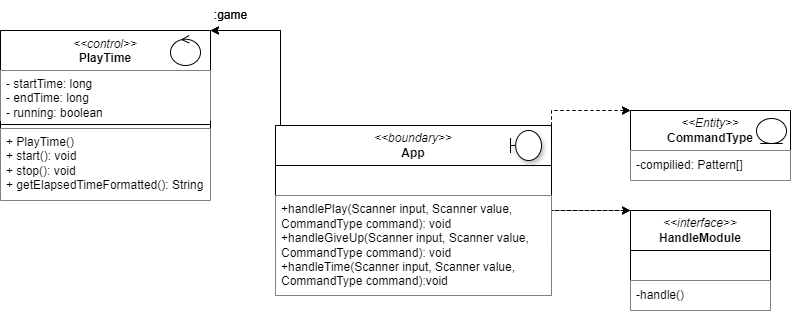 :game
<<control>>
PlayTime
- startTime: long
- endTime: long
- running: boolean
+ PlayTime()
+ start(): void
+ stop(): void
+ getElapsedTimeFormatted(): String
<<boundary>>
App
+handlePlay(Scanner input, Scanner value,
CommandType command): void
+handleGiveUp(Scanner input, Scanner value,
CommandType command): void
+handleTime(Scanner input, Scanner value,
CommandType command):void
<<Entity>>
CommandType
-compilied: Pattern[]
<<interface>>
HandleModule
-handle()